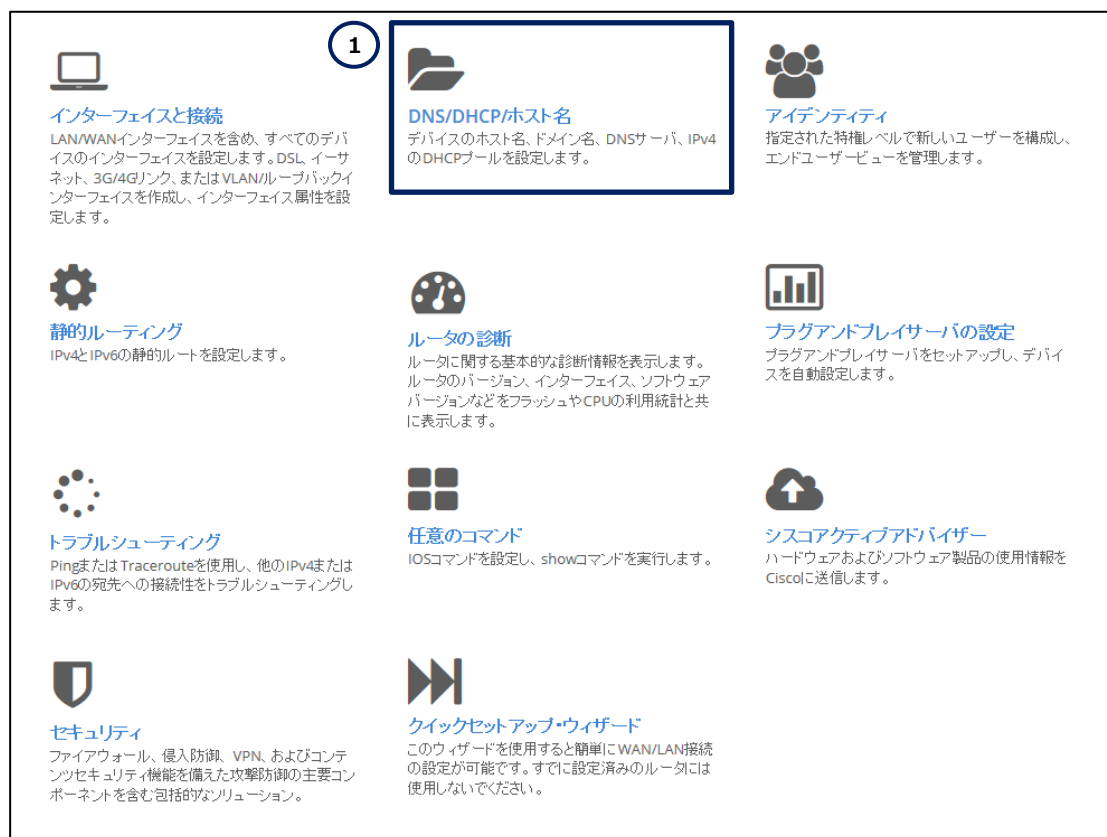 1
インターフェイスと接続
LAN/WANインターフェイスを含め、すべてのデバ
イスのインターフェイスを設定します。DSL、イーサ
ネット、3G/4Gリンク、またはVLAN/ループバックイ
ンターフェイスを作成し、インターフェイス属性を設
定します。
DNS/DHCP/ホスト名
デバイスのホスト名、ドメイン名、DNSサーバ、IPv4
のDHCPプールを設定します。
アイデンティティ
指定された特権レベルで新しいユーザーを構成し、
エンドユーザービューを管理します。
静的ルーティング
IPv4とIPv6の静的ルートを設定します。
ルータの診断
ルータに関する基本的な診断情報を表示します。
ルータのバージョン、インターフェイス、ソフトウェア
バージョンなどをフラッシュやCPUの利用統計と共
に表示します。
プラグアンドプレイサーバの設定
プラグアンドプレイサーバをセットアップし、デバイ
スを自動設定します。
トラブルシューティング
PingまたはTracerouteを使用し、他のIPv4または
IPv6の宛先への接続性をトラブルシューティングし
ます。
任意のコマンド
IOSコマンドを設定し、showコマンドを実行します。
シスコアクティブアドバイザー
ハードウェアおよびソフトウェア製品の使用情報を
Ciscoに送信します。
セキュリティ
ファイアウォール、侵入防御、VPN、およびコンテ
ンツセキュリティ機能を備えた攻撃防御の主要コン
ポーネントを含む包括的なソリューション。
クイックセットアップ・ウィザード
このウィザードを使用すると簡単にWAN/LAN接続
の設定が可能です。すでに設定済みのルータには
使用しないでください。